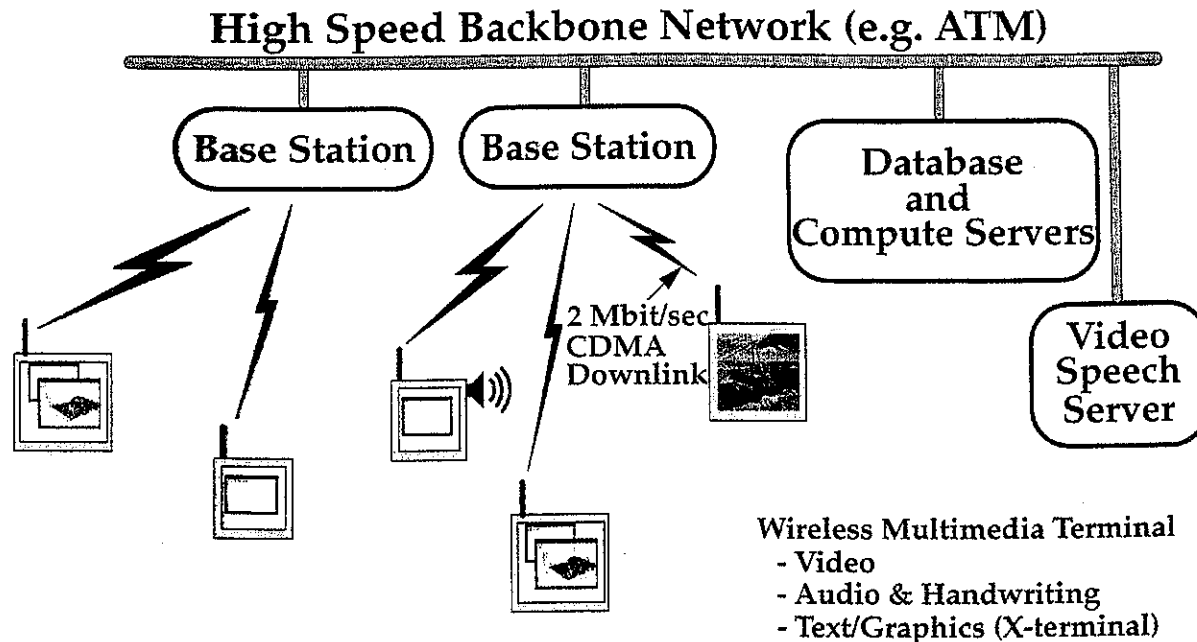 High Speed Backbone Network (e.g. ATM)
Base Station
Base Station
Database
and
Compute Servers
2 Mbit/sec
CDMA
Downlink
Video
Speech
Server
Wireless Multimedia Terminal
- Video
- Audio & Handwriting
- Text/Graphics (X-terminal)